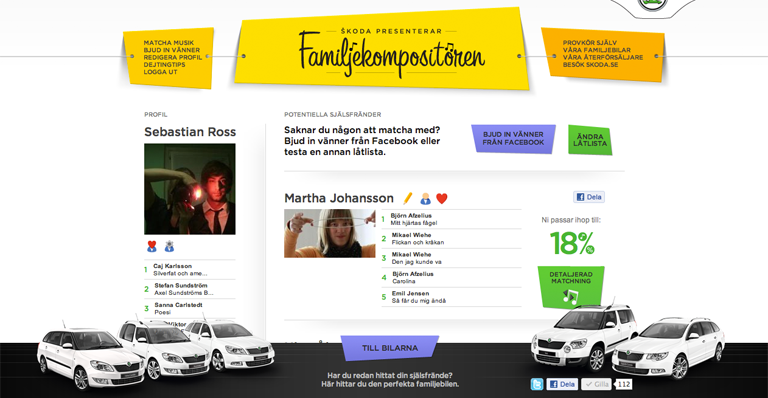 MATCHA MUSIK
BJUD IN VÄNNER
REDIGERA PROFIL
DEJTINGTIPS
LOGGA UT
ŠKODA PRESENTERAR
Familjekompositören
PROVKÖR SJÄLV
VÅRA FAMILJEBILAR
VÅRA ÅTERFÖRSÄLJARE
BESÖK SKODA.SE
PROFIL
Sebastian Ross
1 Caj Karlsson
Silverfat och ame...
2 Stefan Sundström
Axel Sundströms B...
3 Sanna Carlstedt
Poesi
Viktor
POTENTIELLA SJÄLSFRÄNDER
Saknar du någon att matcha med?
Bjud in vänner från Facebook eller
testa en annan låtlista.
BJUD IN VÄNNER
FRÅN FACEBOOK
ÄNDRA
LÅTLISTA
Martha Johansson
1 Björn Afzelius
Mitt hjärtas fågel
2 Mikael Wiehe
Flickan och kråkan
3 Mikael Wiehe
Den jag kunde va
4 Björn Afzelius
Carolina
5 Emil Jensen
Så får du mig ändå
Dela
Ni passar ihop till:
18%
DETALJERAD
MATCHNING
TILL BILARNA
Har du redan hittat din själsfrände?
Här hittar du den perfekta familjebilen.
Dela
Gilla
112